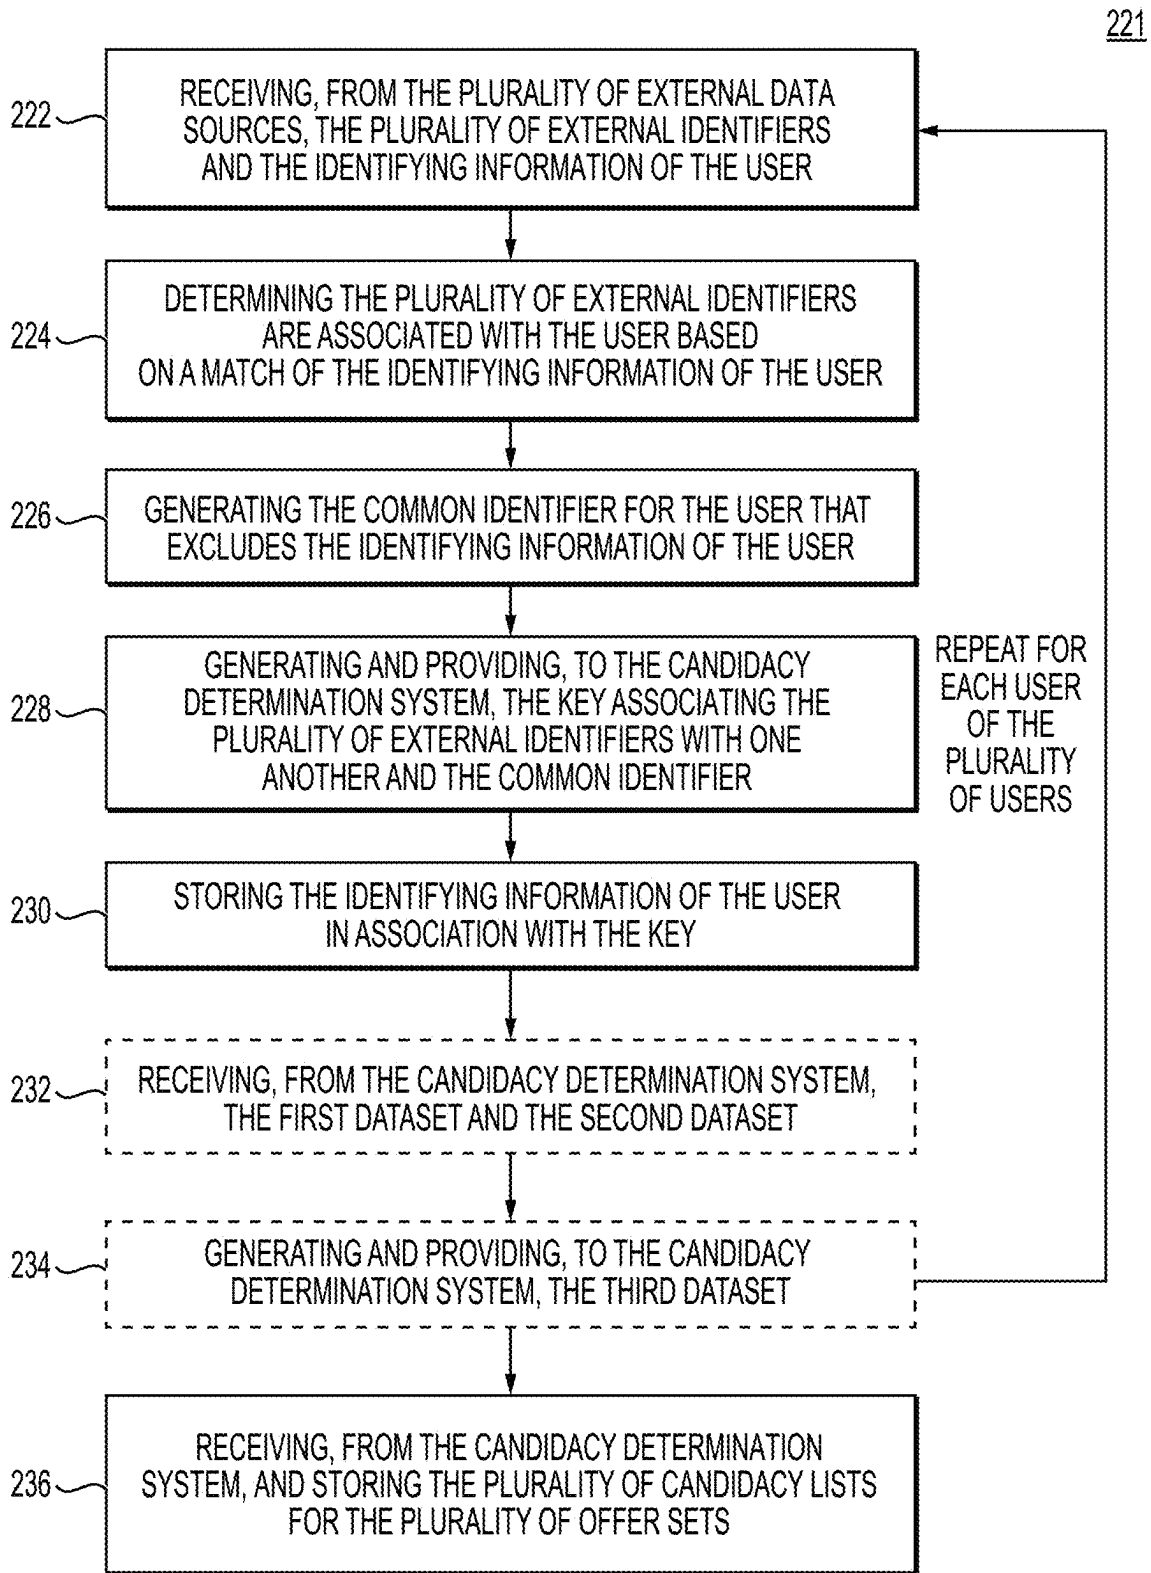 221
222
RECEIVING, FROM THE PLURALITY OF EXTERNAL DATA
SOURCES, THE PLURALITY OF EXTERNAL IDENTIFIERS
AND THE IDENTIFYING INFORMATION OF THE USER
224
DETERMINING THE PLURALITY OF EXTERNAL IDENTIFIERS
ARE ASSOCIATED WITH THE USER BASED
ON A MATCH OF THE IDENTIFYING INFORMATION OF THE USER
226
GENERATING THE COMMON IDENTIFIER FOR THE USER THAT
EXCLUDES THE IDENTIFYING INFORMATION OF THE USER
228
GENERATING AND PROVIDING, TO THE CANDIDACY
DETERMINATION SYSTEM, THE KEY ASSOCIATING THE
PLURALITY OF EXTERNAL IDENTIFIERS WITH ONE
ANOTHER AND THE COMMON IDENTIFIER
REPEAT FOR
EACH USER
OF THE
PLURALITY
OF USERS
230
STORING THE IDENTIFYING INFORMATION OF THE USER
IN ASSOCIATION WITH THE KEY
232
RECEIVING, FROM THE CANDIDACY DETERMINATION SYSTEM,
THE FIRST DATASET AND THE SECOND DATASET
234
GENERATING AND PROVIDING, TO THE CANDIDACY
DETERMINATION SYSTEM, THE THIRD DATASET
236
RECEIVING, FROM THE CANDIDACY DETERMINATION
SYSTEM, AND STORING THE PLURALITY OF CANDIDACY LISTS
FOR THE PLURALITY OF OFFER SETS